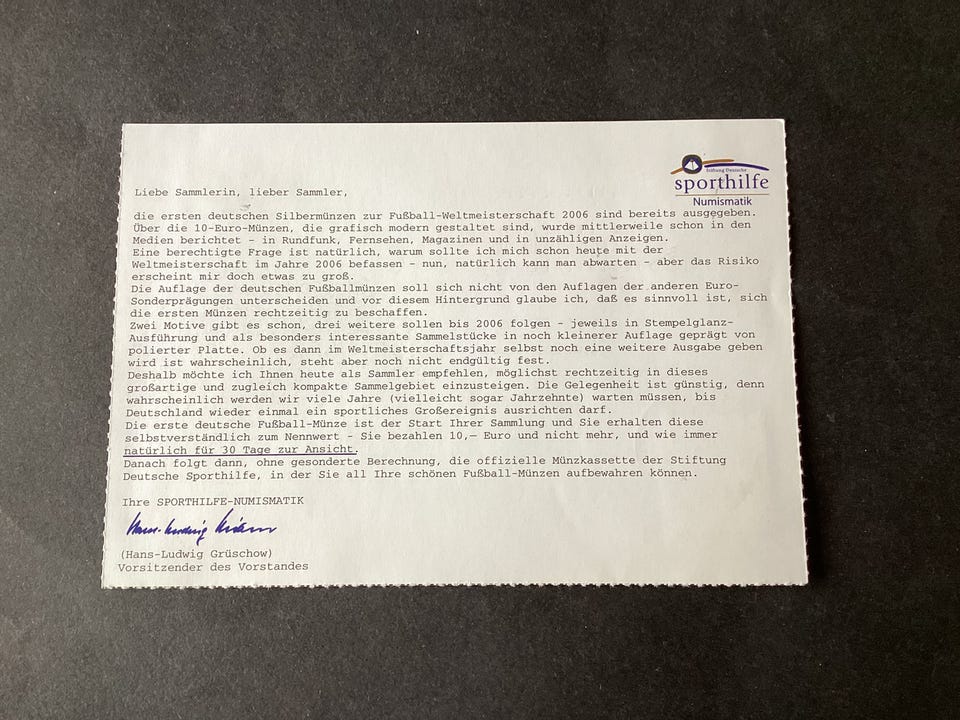 Stiftung Deutsche
sporthilfe
Numismatik
Liebe Sammlerin, lieber Sammler,
die ersten deutschen Silbermünzen zur Fußball-Weltmeisterschaft 2006 sind bereits ausgegeben.
Über die 10-Euro-Münzen, die grafisch modern gestaltet sind, wurde mittlerweile schon in den
Medien berichtet - in Rundfunk, Fernsehen, Magazinen und in unzähligen Anzeigen.
Eine berechtigte Frage ist natürlich, warum sollte ich mich schon heute mit der
Weltmeisterschaft im Jahre 2006 befassen - nun, natürlich kann man abwarten - aber das Risiko
erscheint mir doch etwas zu groß.
Die Auflage der deutschen Fußballmünzen soll sich nicht von den Auflagen der anderen Euro-
Sonderprägungen unterscheiden und vor diesem Hintergrund glaube ich, daß es sinnvoll ist, sich
die ersten Münzen rechtzeitig zu beschaffen.
Zwei Motive gibt es schon, drei weitere sollen bis 2006 folgen - jeweils in Stempelglanz-
Ausführung und als besonders interessante Sammelstücke in noch kleinerer Auflage geprägt von
polierter Platte. Ob es dann im Weltmeisterschaftsjahr selbst noch eine weitere Ausgabe geben
wird ist wahrscheinlich, steht aber noch nicht endgültig fest.
Deshalb möchte ich Ihnen heute als Sammler empfehlen, möglichst rechtzeitig in dieses
großartige und zugleich kompakte Sammelgebiet einzusteigen. Die Gelegenheit ist günstig, denn
wahrscheinlich werden wir viele Jahre (vielleicht sogar Jahrzehnte) warten müssen, bis
Deutschland wieder einmal ein sportliches Großereignis ausrichten darf.
Die erste deutsche Fußball-Münze ist der Start Ihrer Sammlung und Sie erhalten diese
selbstverständlich zum Nennwert - Sie bezahlen 10,— Euro und nicht mehr, und wie immer
natürlich für 30 Tage zur Ansicht.
Danach folgt dann, ohne gesonderte Berechnung, die offizielle Münzkassette der Stiftung
Deutsche Sporthilfe, in der Sie all Ihre schönen Fußball-Münzen aufbewahren können.
Ihre SPORTHILFE-NUMISMATIK
Hans-Ludwig Grüschow
(Hans-Ludwig Grüschow)
Vorsitzender des Vorstandes